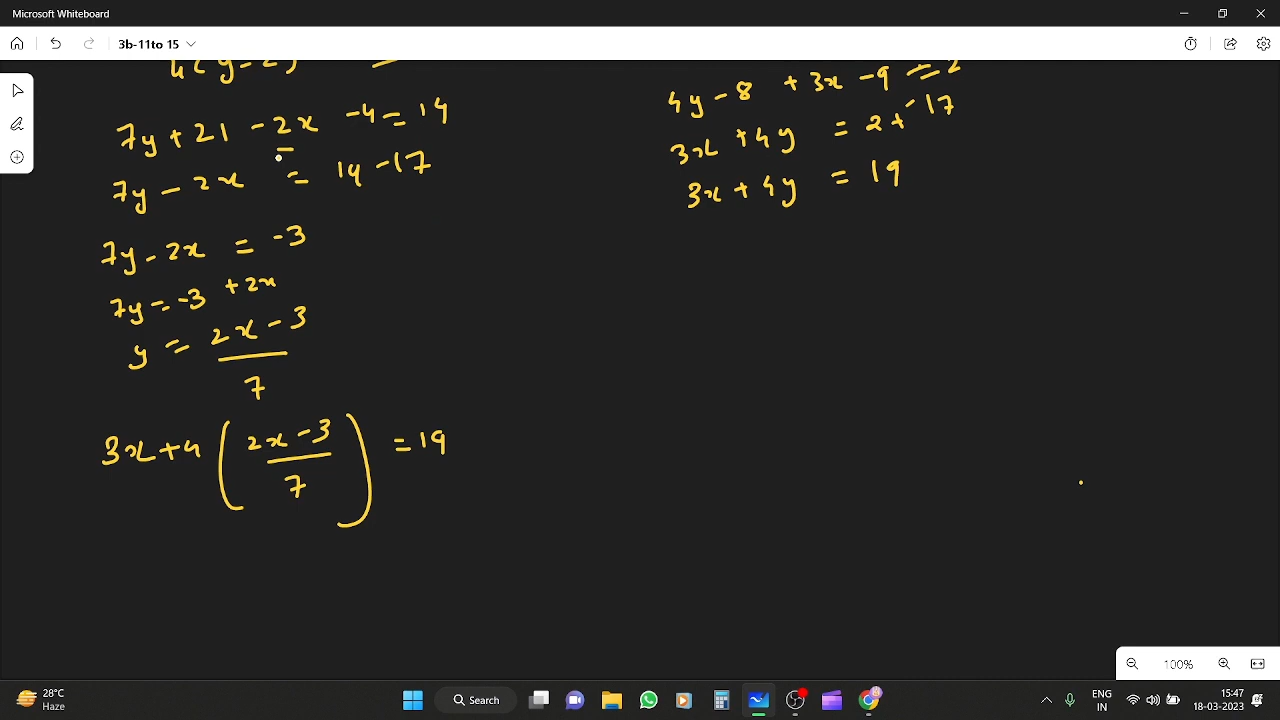 Microsoft Whiteboard
3b-11to 15
4(y-2)
7y + 21 - 2x - 4 = 14
7y - 2x = 14 - 17
7y - 2x = -3
7y = -3 + 2x
y = 2x - 3
7
3x + 4 ( 2x - 3 ) = 19
7
4y - 8 + 3x - 9 = 2
3x + 4y = 2 + 17
3x + 4y = 19
100%
28°C
Haze
Search
ENG
IN
15:47
18-03-2023